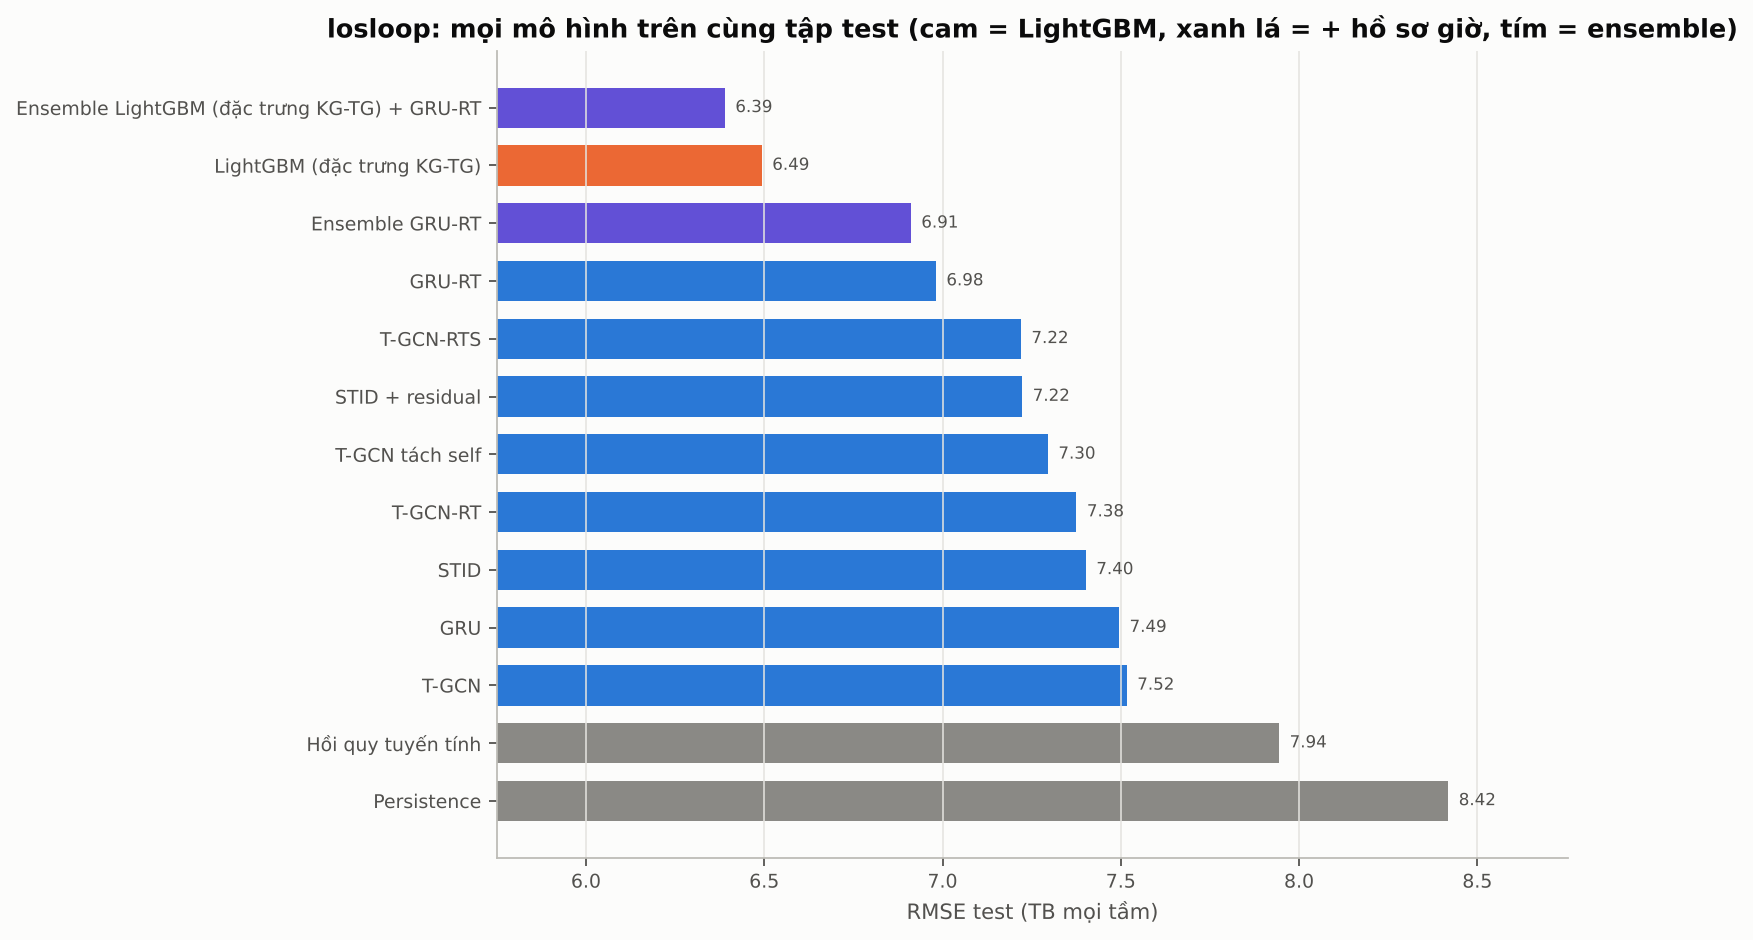 losloop: mọi mô hình trên cùng tập test (cam = LightGBM, xanh lá = + hồ sơ giờ, tím = ensemble)
Ensemble LightGBM (đặc trưng KG-TG) + GRU-RT 6.39
LightGBM (đặc trưng KG-TG) 6.49
Ensemble GRU-RT 6.91
GRU-RT 6.98
T-GCN-RTS 7.22
STID + residual 7.22
T-GCN tách self 7.30
T-GCN-RT 7.38
STID 7.40
GRU 7.49
T-GCN 7.52
Hồi quy tuyến tính 7.94
Persistence 8.42
6.0 6.5 7.0 7.5 8.0 8.5
RMSE test (TB mọi tầm)